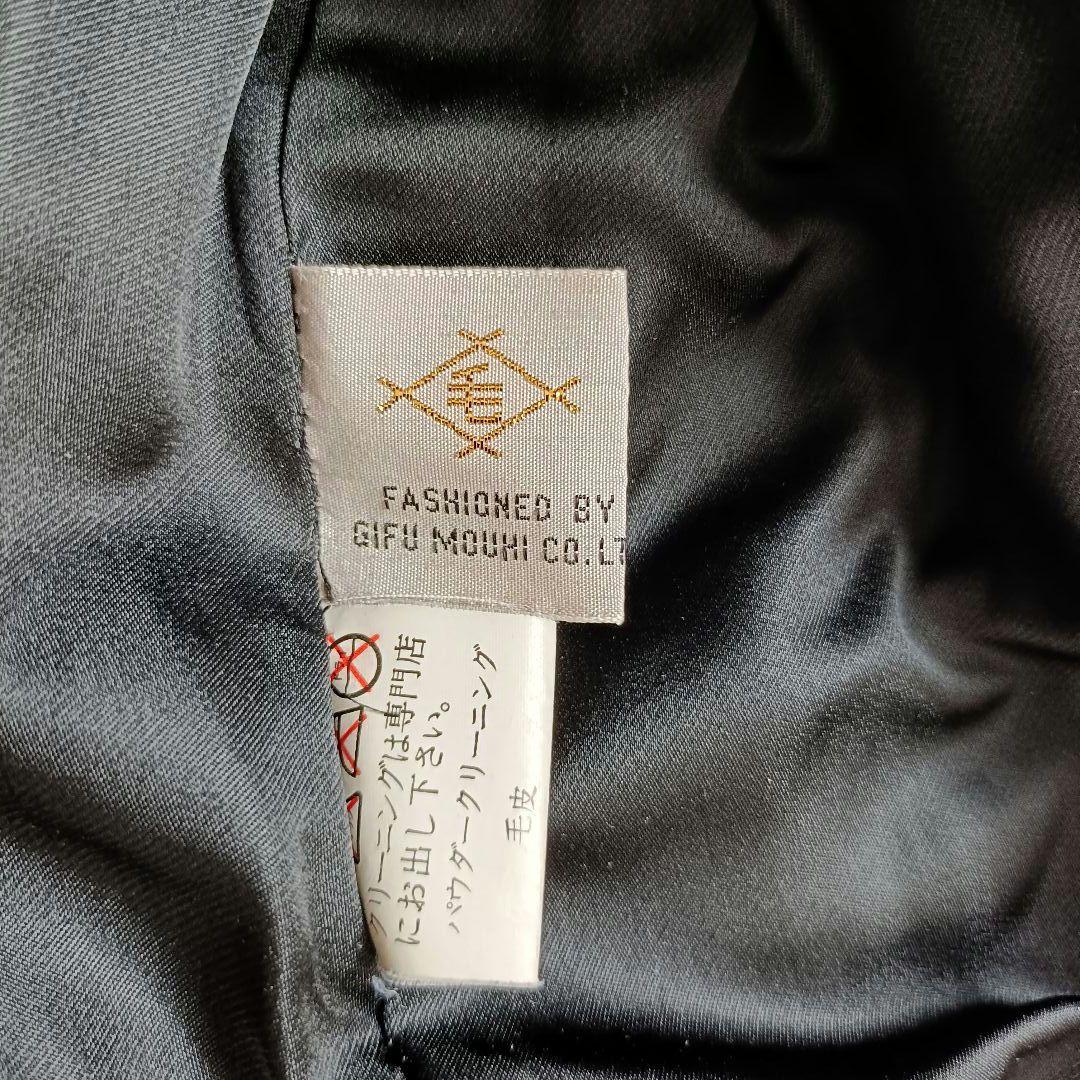 FASHIONED BY
GIFU MOUHI CO.LT
毛皮
パウダークリーニング
クリーニングは専門店
にお出し下さい。